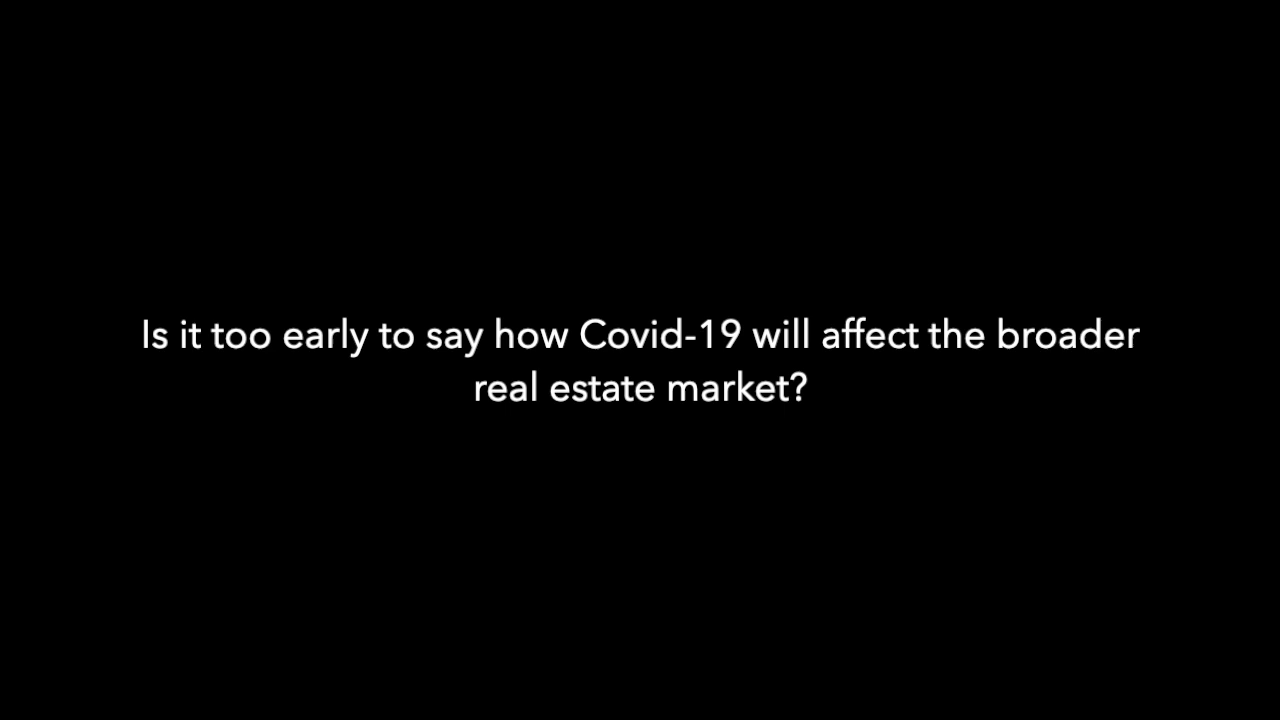 Is it too early to say how Covid-19 will affect the broader
real estate market?